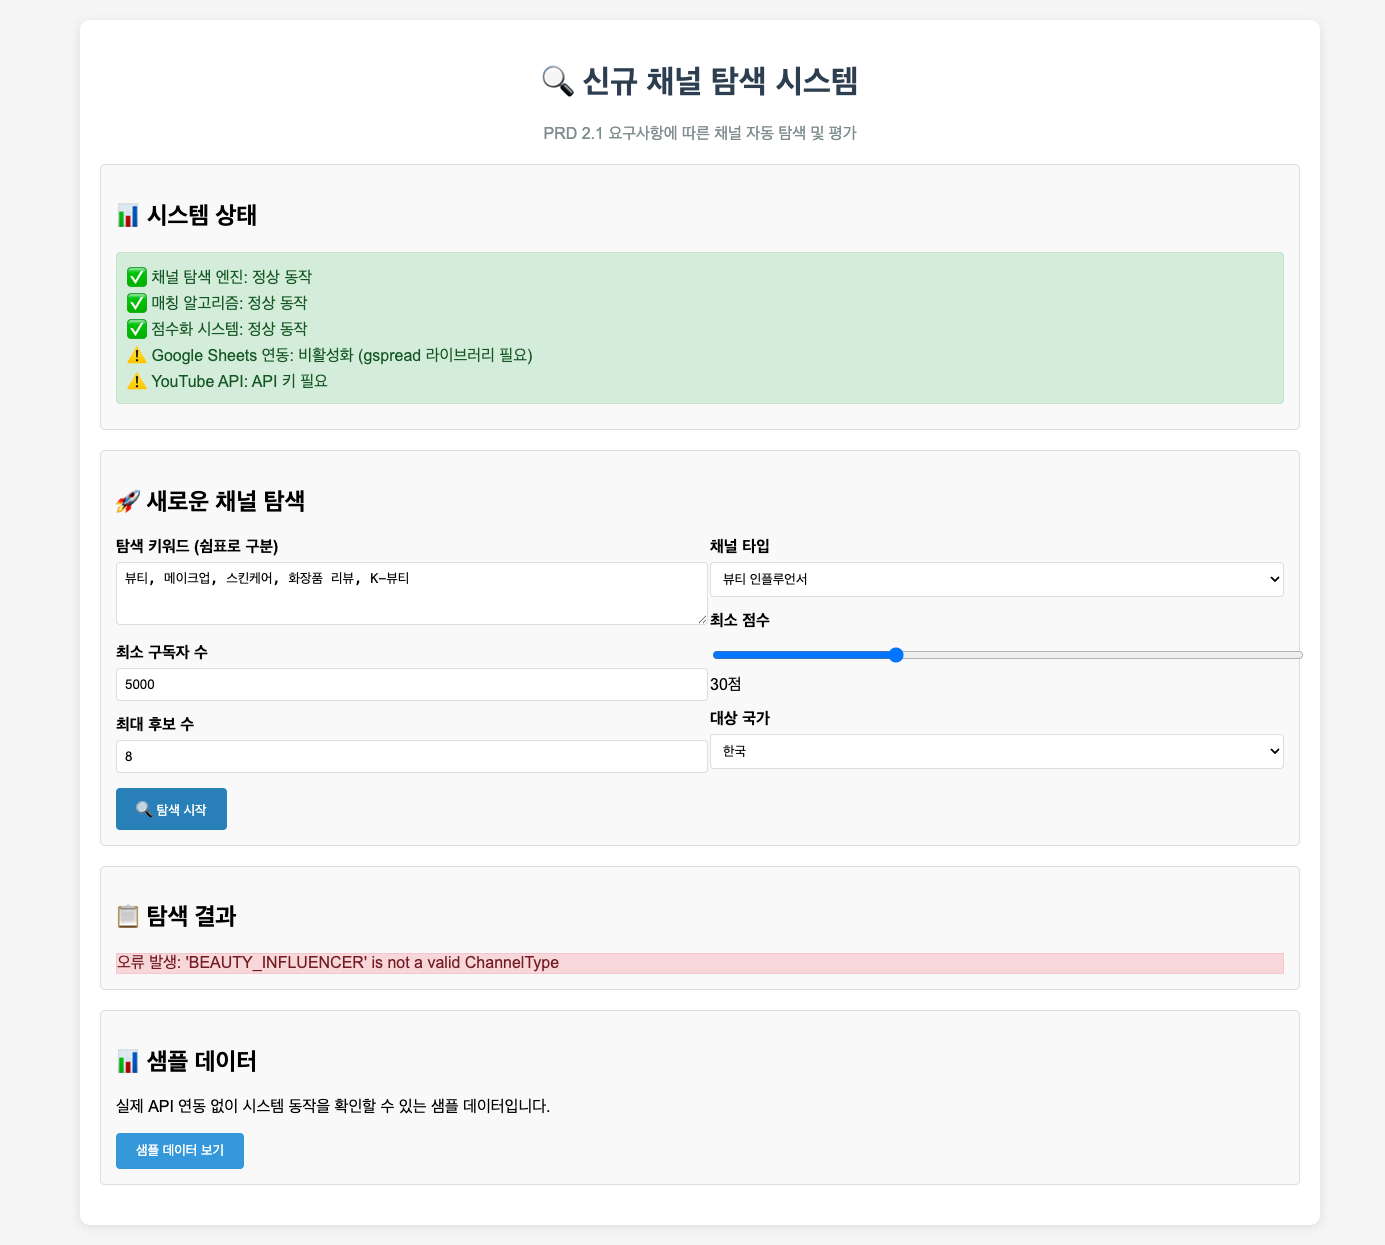 🔍 신규 채널 탐색 시스템
PRD 2.1 요구사항에 따른 채널 자동 탐색 및 평가
📊 시스템 상태
✅ 채널 탐색 엔진: 정상 동작
✅ 매칭 알고리즘: 정상 동작
✅ 점수화 시스템: 정상 동작
⚠️ Google Sheets 연동: 비활성화 (gspread 라이브러리 필요)
⚠️ YouTube API: API 키 필요
🚀 새로운 채널 탐색
탐색 키워드 (쉼표로 구분)
뷰티, 메이크업, 스킨케어, 화장품 리뷰, K-뷰티
최소 구독자 수
5000
최대 후보 수
8
채널 타입
뷰티 인플루언서
최소 점수
30점
대상 국가
한국
🔍 탐색 시작
📋 탐색 결과
오류 발생: 'BEAUTY_INFLUENCER' is not a valid ChannelType
📊 샘플 데이터
실제 API 연동 없이 시스템 동작을 확인할 수 있는 샘플 데이터입니다.
샘플 데이터 보기